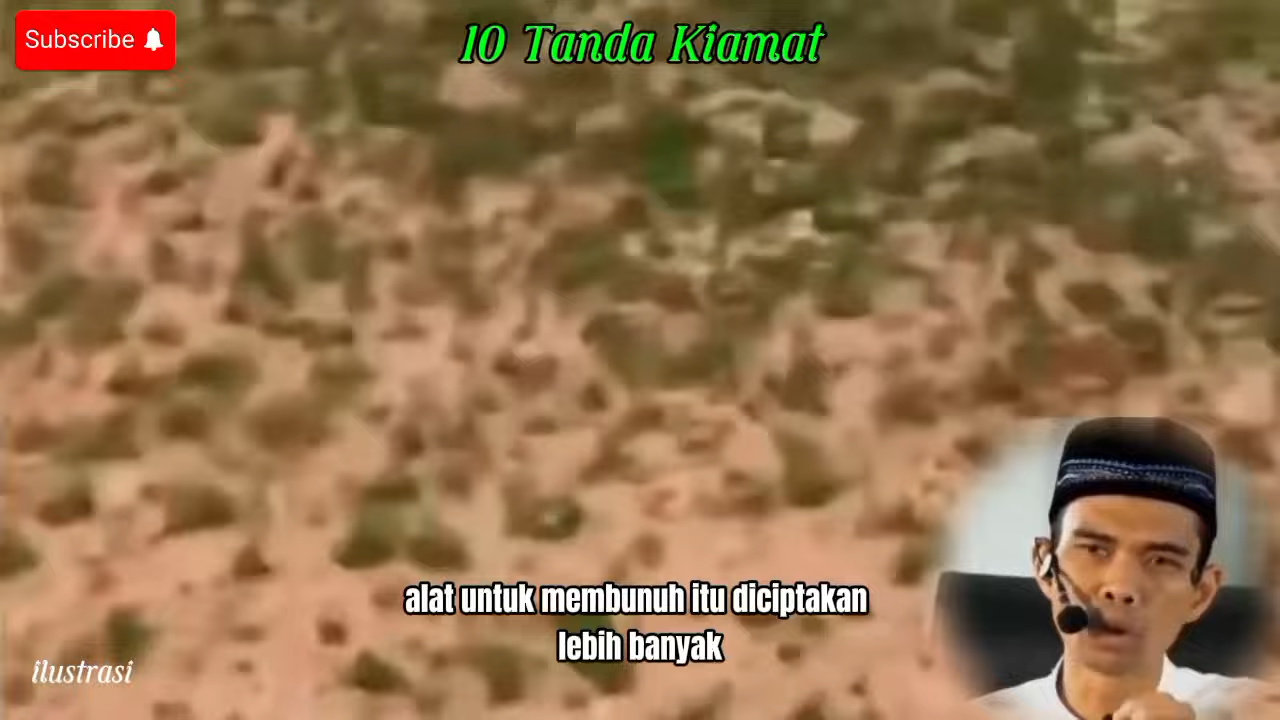 Subscribe
10 Tanda Kiamat
alat untuk membunuh itu diciptakan
lebih banyak
ilustrasi